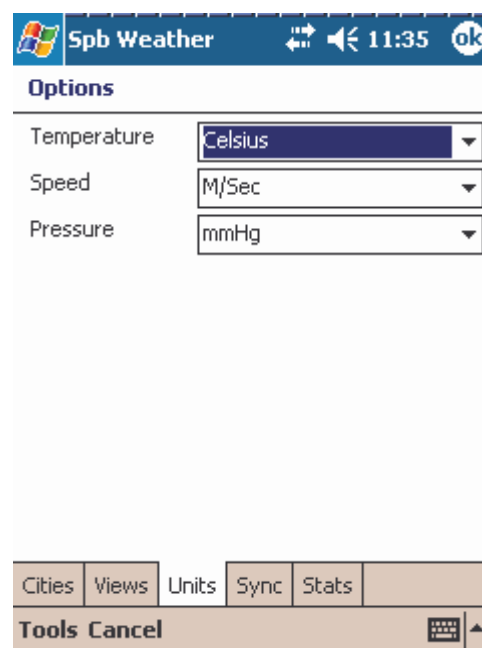 Spb Weather 11:35 ok
Options
Temperature Celsius
Speed M/Sec
Pressure mmHg
Cities Views Units Sync Stats
Tools Cancel